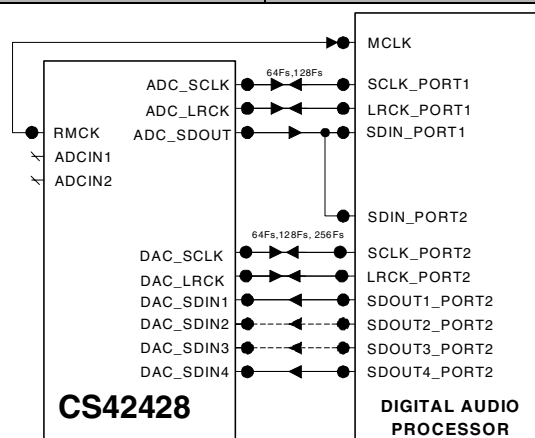 MCLK
64Fs,128Fs
ADC_SCLK SCLK_PORT1
ADC_LRCK LRCK_PORT1
RMCK ADC_SDOUT SDIN_PORT1
ADCIN1
ADCIN2
SDIN_PORT2
64Fs,128Fs, 256Fs
DAC_SCLK SCLK_PORT2
DAC_LRCK LRCK_PORT2
DAC_SDIN1 SDOUT1_PORT2
DAC_SDIN2 SDOUT2_PORT2
DAC_SDIN3 SDOUT3_PORT2
DAC_SDIN4 SDOUT4_PORT2
CS42428
DIGITAL AUDIO
PROCESSOR